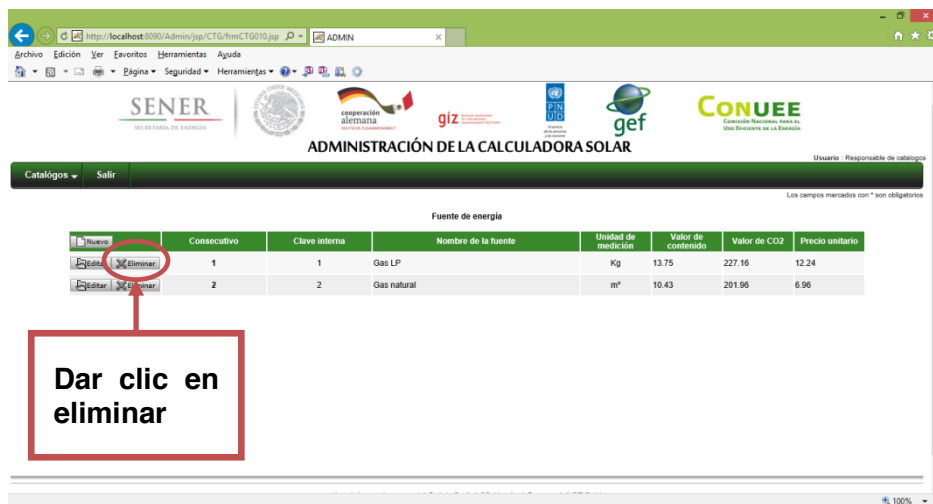 http://localhost:8090/Admin/jsp/CTG/frmCTG010.jsp
ADMIN
Archivo Edición Ver Favoritos Herramientas Ayuda
Página Seguridad Herramientas
SENER
SECRETARÍA DE ENERGÍA
cooperación
alemana
DEUTSCHE ZUSAMMENARBEIT
giz
PN
UD
gef
CONUEE
COMISIÓN NACIONAL PARA EL
USO EFICIENTE DE LA ENERGÍA
ADMINISTRACIÓN DE LA CALCULADORA SOLAR
Usuario : Responsable de catalogos
Catalógos Salir
Los campos marcados con * son obligatorios
Fuente de energía
Nuevo Consecutivo Clave interna Nombre de la fuente Unidad de medición Valor de contenido Valor de CO2 Precio unitario
Editar Eliminar 1 1 Gas LP Kg 13.75 227.16 12.24
Editar Eliminar 2 2 Gas natural m³ 10.43 201.96 6.96
Dar clic en
eliminar
100%